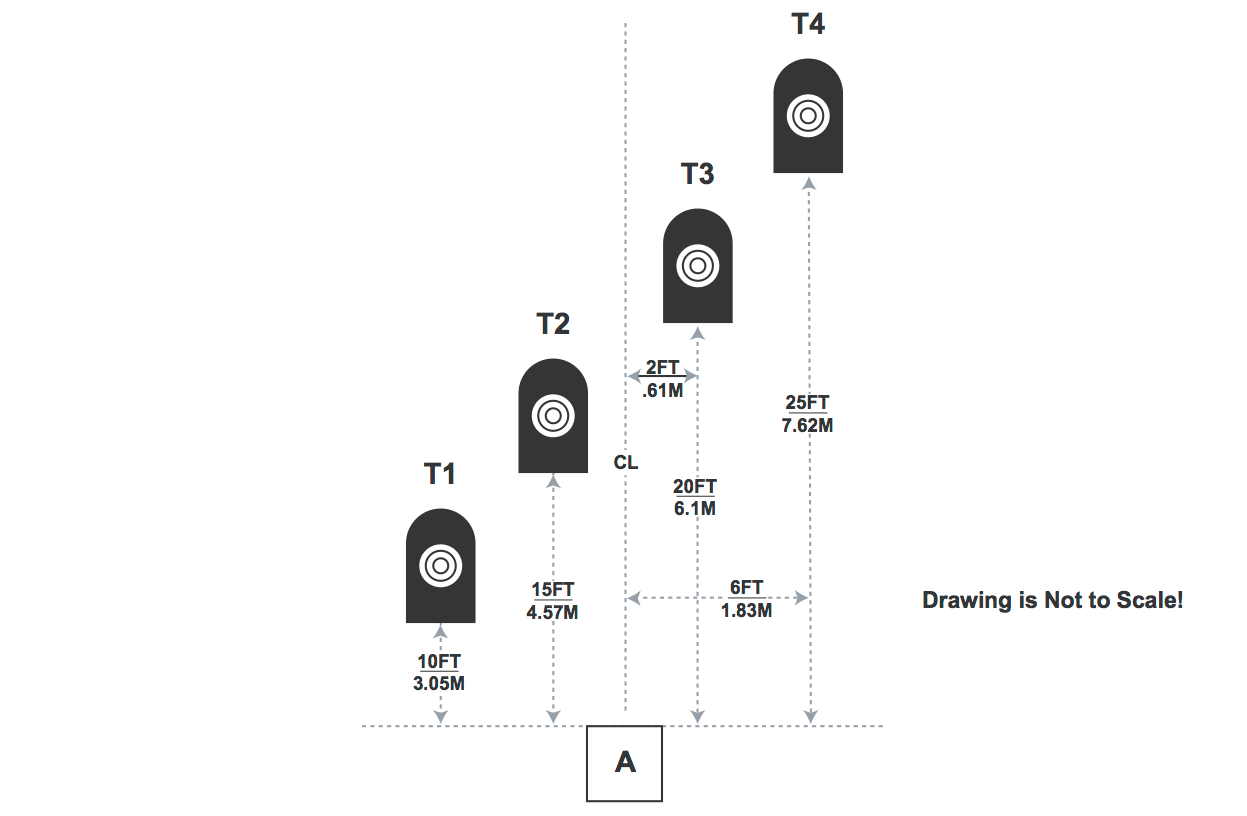 T4
T3
T2
2FT
.61M
25FT
7.62M
CL
T1
20FT
6.1M
15FT
4.57M
6FT
1.83M
Drawing is Not to Scale!
10FT
3.05M
A